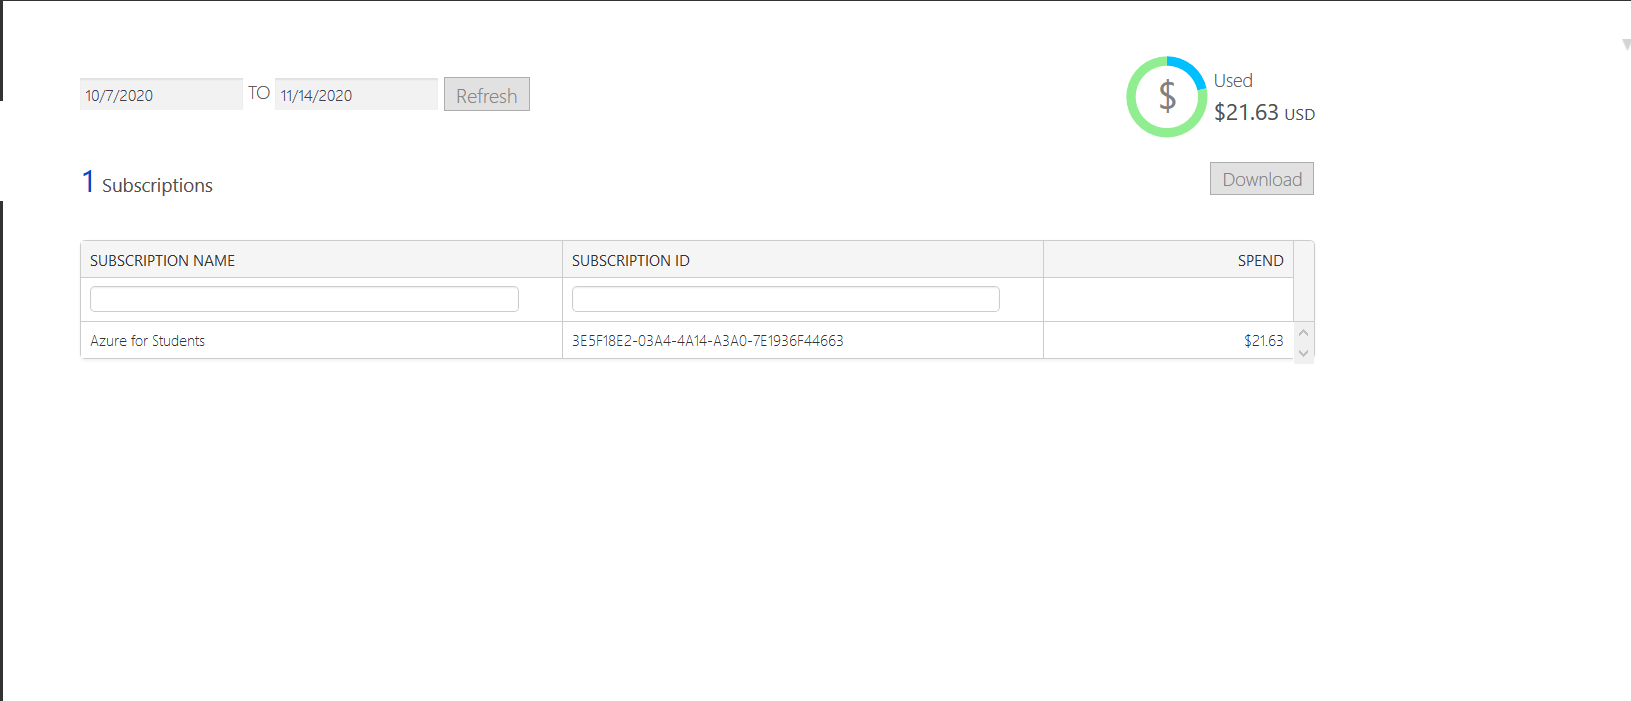 10/7/2020 TO 11/14/2020 Refresh
$ Used
$21.63 USD
1 Subscriptions
Download
SUBSCRIPTION NAME SUBSCRIPTION ID SPEND
Azure for Students 3E5F18E2-03A4-4A14-A3A0-7E1936F44663 $21.63